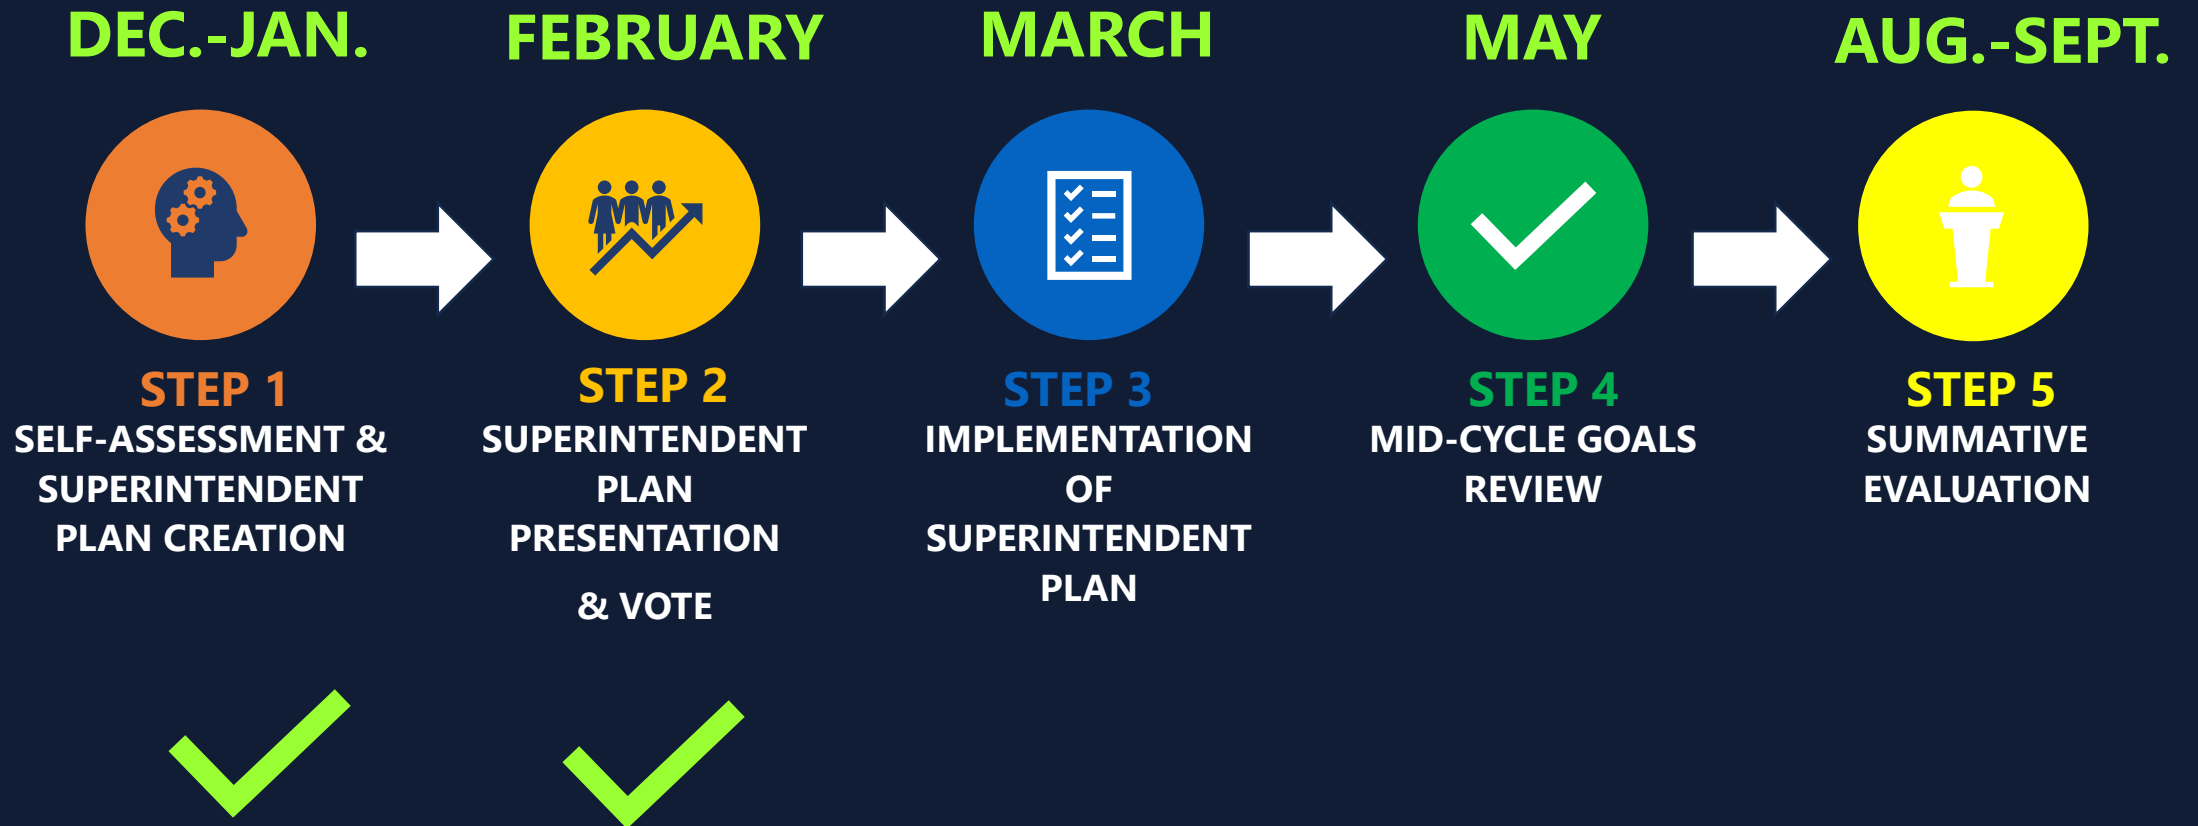 DEC.-JAN.
FEBRUARY
MARCH
MAY
AUG.-SEPT.
STEP 1
SELF-ASSESSMENT &
SUPERINTENDENT
PLAN CREATION
STEP 2
SUPERINTENDENT
PLAN
PRESENTATION
& VOTE
STEP 3
IMPLEMENTATION
OF
SUPERINTENDENT
PLAN
STEP 4
MID-CYCLE GOALS
REVIEW
STEP 5
SUMMATIVE
EVALUATION